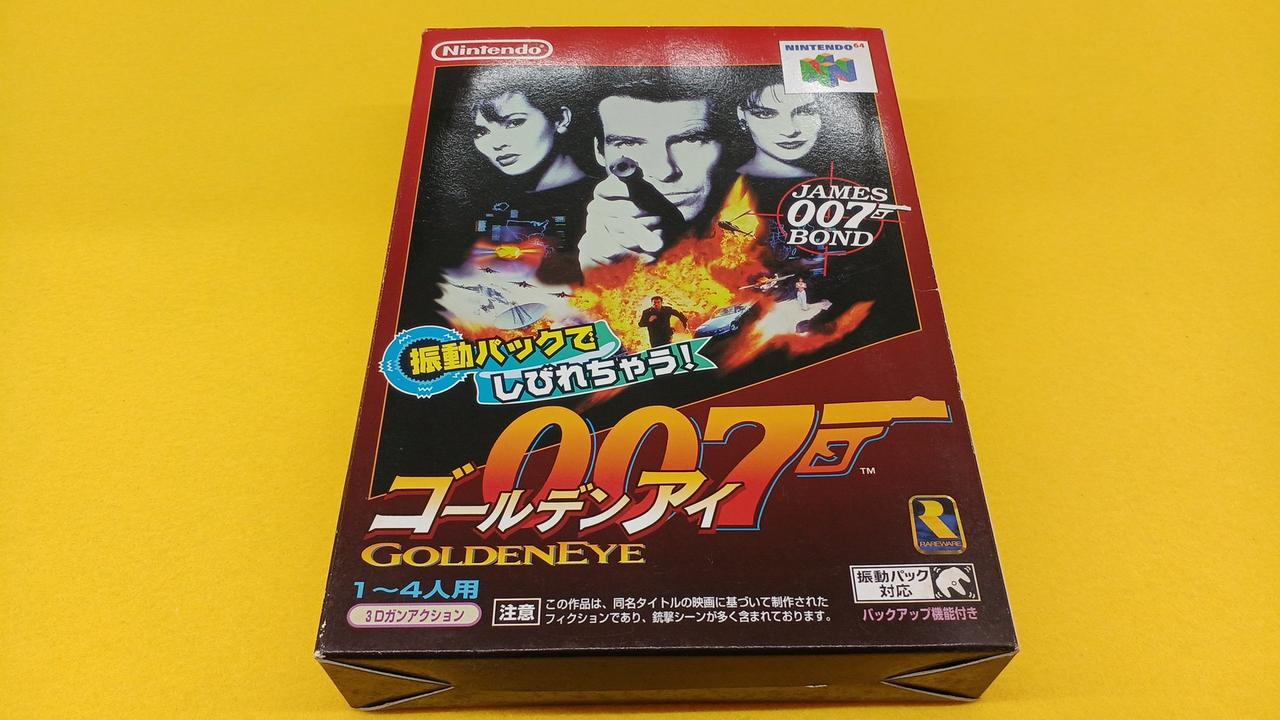 Nintendo
NINTENDO 64
JAMES
007
BOND
振動パックで
しびれちゃう!
007
TM
ゴールデンアイ
GOLDENEYE
RAREWARE
1〜4人用
3Dガンアクション
注意
この作品は、同名タイトルの映画に基づいて制作された
フィクションであり、銃撃シーンが多く含まれております。
振動パック
対応
バックアップ機能付き